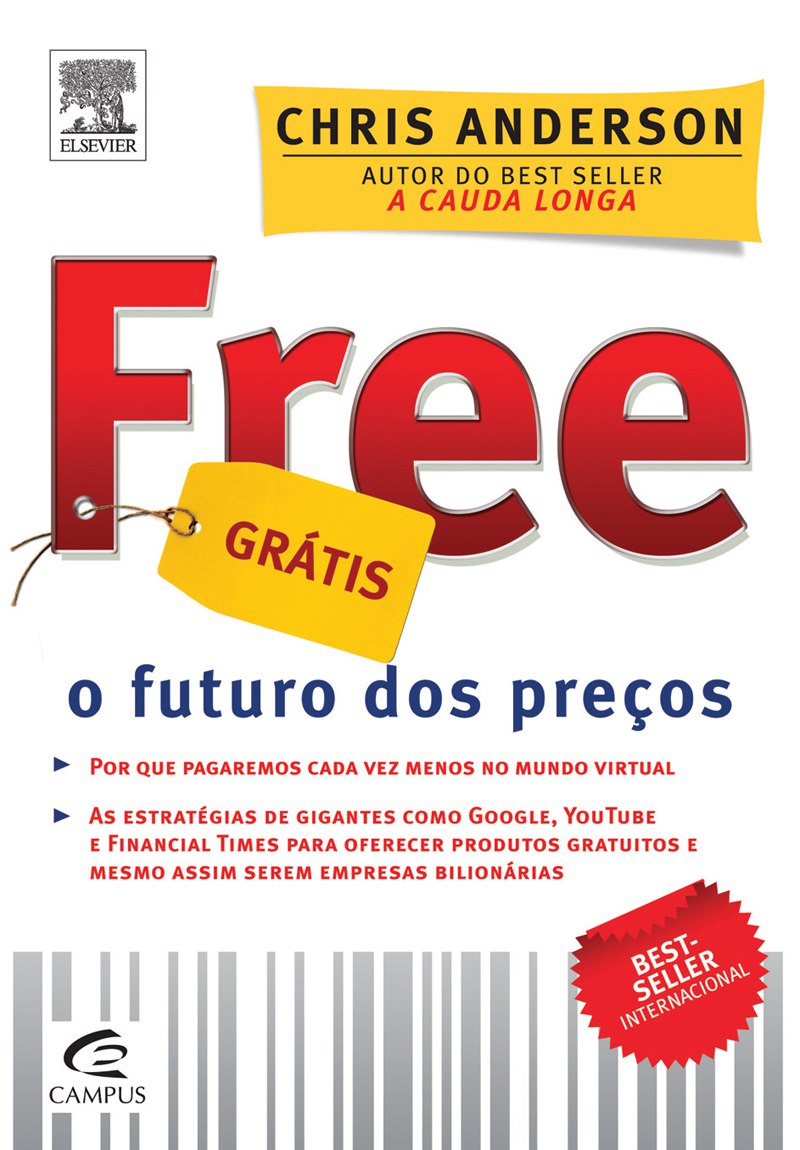 ELSEVIER
CHRIS ANDERSON
AUTOR DO BEST SELLER
A CAUDA LONGA
Free
GRÁTIS
o futuro dos preços
POR QUE PAGAREMOS CADA VEZ MENOS NO MUNDO VIRTUAL
AS ESTRATÉGIAS DE GIGANTES COMO GOOGLE, YOUTUBE
E FINANCIAL TIMES PARA OFERECER PRODUTOS GRATUITOS E
MESMO ASSIM SEREM EMPRESAS BILIONÁRIAS
BEST-
SELLER
INTERNACIONAL
CAMPUS